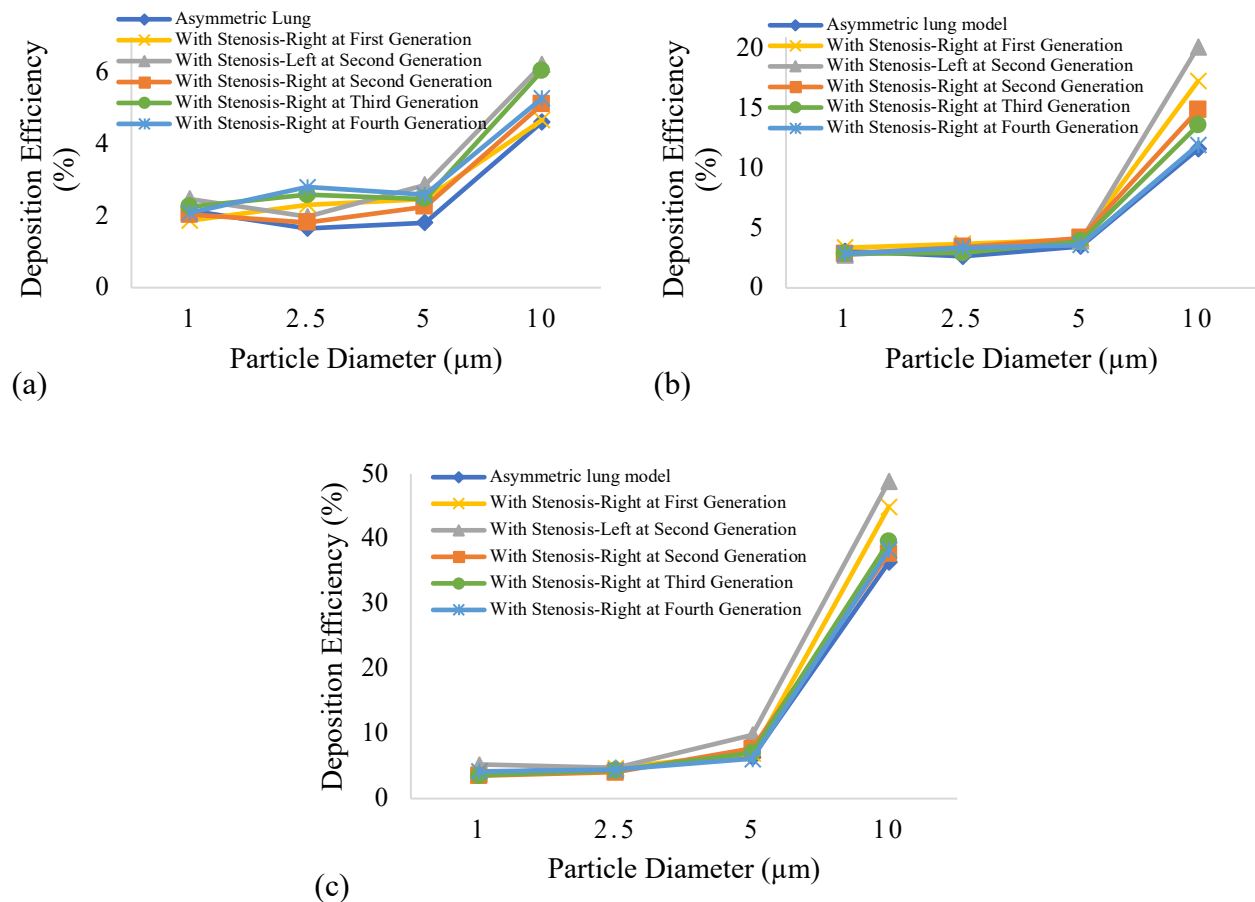 Asymmetric Lung
With Stenosis-Right at First Generation
With Stenosis-Left at Second Generation
With Stenosis-Right at Second Generation
With Stenosis-Right at Third Generation
With Stenosis-Right at Fourth Generation
Deposition Efficiency
(%)
6
4
2
0
1 2.5 5 10
Particle Diameter (µm)
(a)
Asymmetric lung model
With Stenosis-Right at First Generation
With Stenosis-Left at Second Generation
With Stenosis-Right at Second Generation
With Stenosis-Right at Third Generation
With Stenosis-Right at Fourth Generation
Deposition Efficiency
(%)
20
15
10
5
0
1 2.5 5 10
Particle Diameter (µm)
(b)
Asymmetric lung model
With Stenosis-Right at First Generation
With Stenosis-Left at Second Generation
With Stenosis-Right at Second Generation
With Stenosis-Right at Third Generation
With Stenosis-Right at Fourth Generation
Deposition Efficiency (%)
50
40
30
20
10
0
1 2.5 5 10
Particle Diameter (µm)
(c)